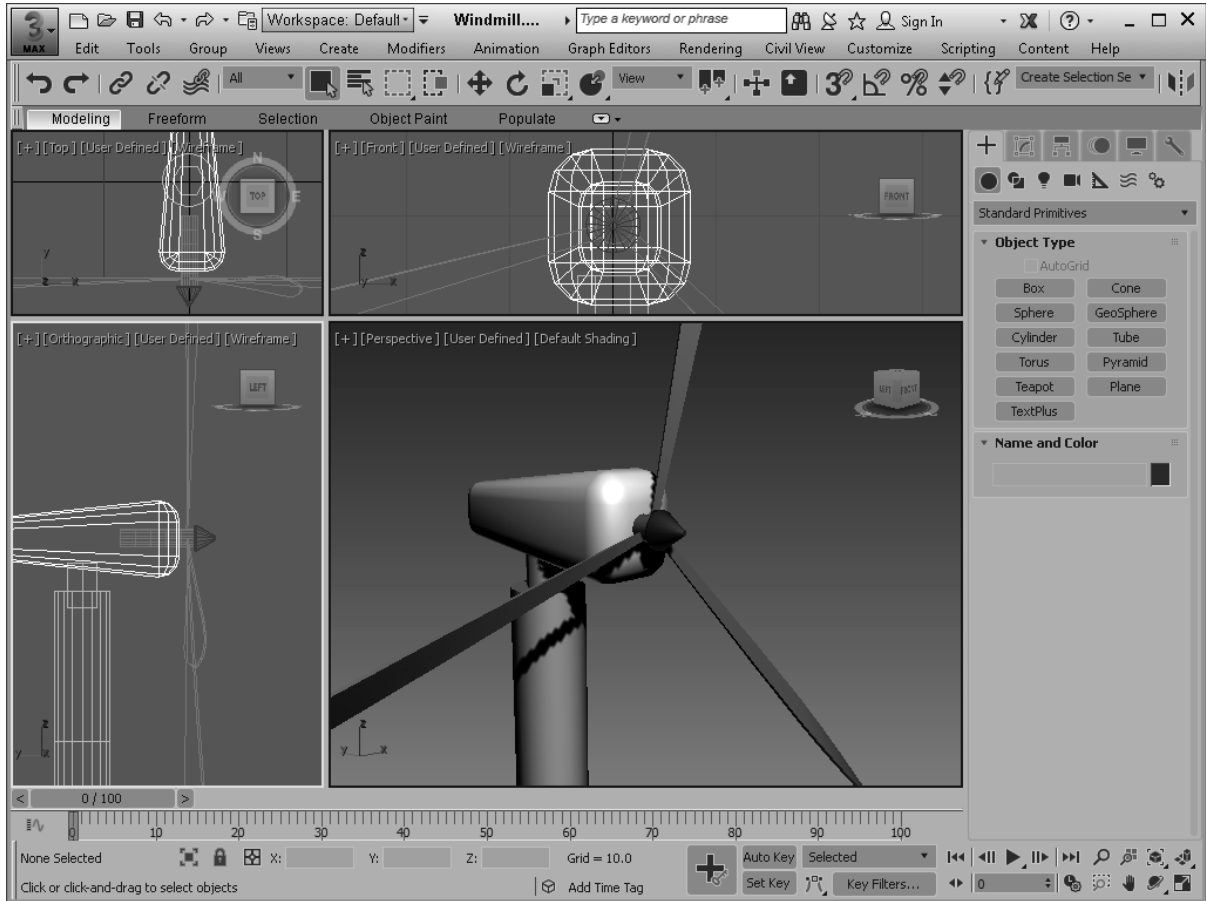 3 MAX Workspace: Default Windmill.... Type a keyword or phrase Sign In
Edit Tools Group Views Create Modifiers Animation Graph Editors Rendering Civil View Customize Scripting Content Help
All View 3 Create Selection Se
Modeling Freeform Selection Object Paint Populate
[+][Top][User Defined][Wireframe]
N
TOP
E
S
y
z x
[+][Front][User Defined][Wireframe]
FRONT
z
y x
[+][Orthographic][User Defined][Wireframe]
LEFT
z
y x
[+][Perspective][User Defined][Default Shading]
LEFT FRONT
z
y x
Standard Primitives
Object Type
AutoGrid
Box Cone
Sphere GeoSphere
Cylinder Tube
Torus Pyramid
Teapot Plane
TextPlus
Name and Color
< 0 / 100 >
0 10 20 30 40 50 60 70 80 90 100
None Selected X: Y: Z: Grid = 10.0 Auto Key Selected
Click or click-and-drag to select objects Add Time Tag Set Key Key Filters... 0